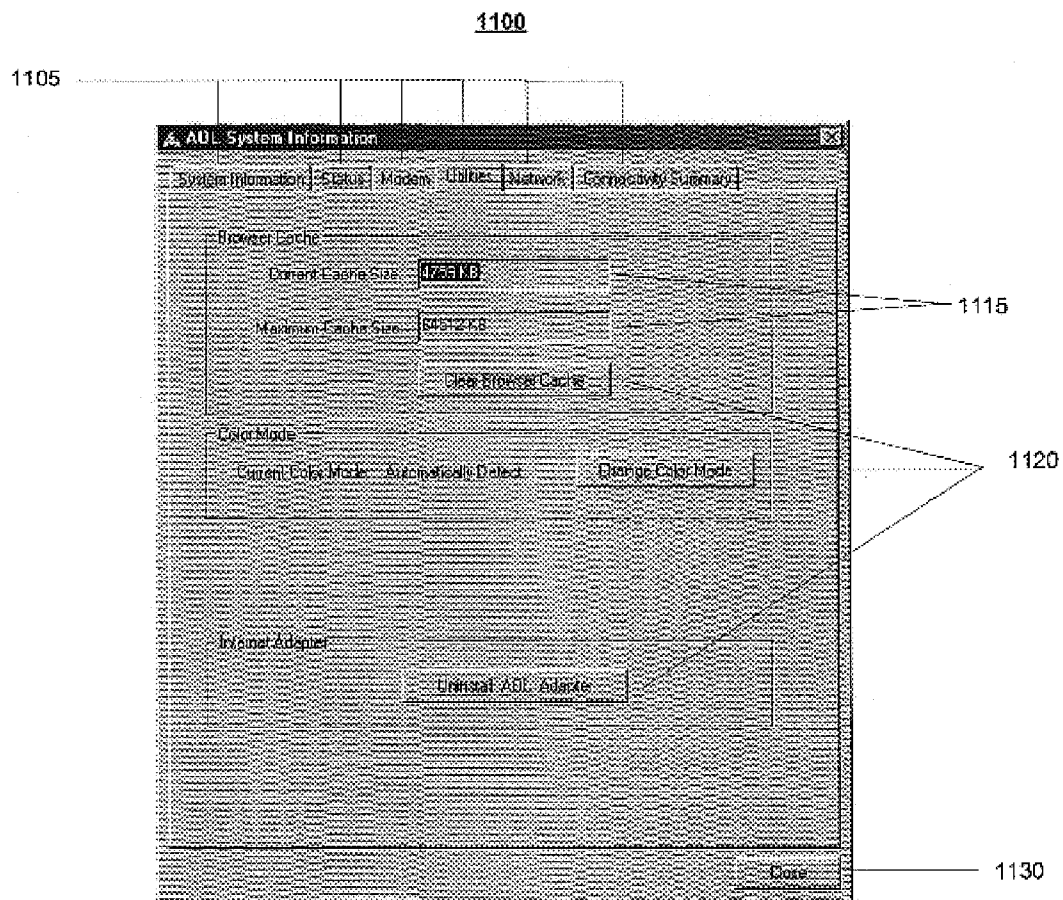 1100
1105
AOL System Information
System Information Status Modem Utilities Network Connectivity Summary
Browser Cache
Current Cache Size:
Maximum Cache Size:
1115
Clear Browser Cache
Color Mode
Current Color Mode: Automatically Detect Change Color Mode
1120
Internet Adapter
Uninstall AOL Adapter
Close
1130